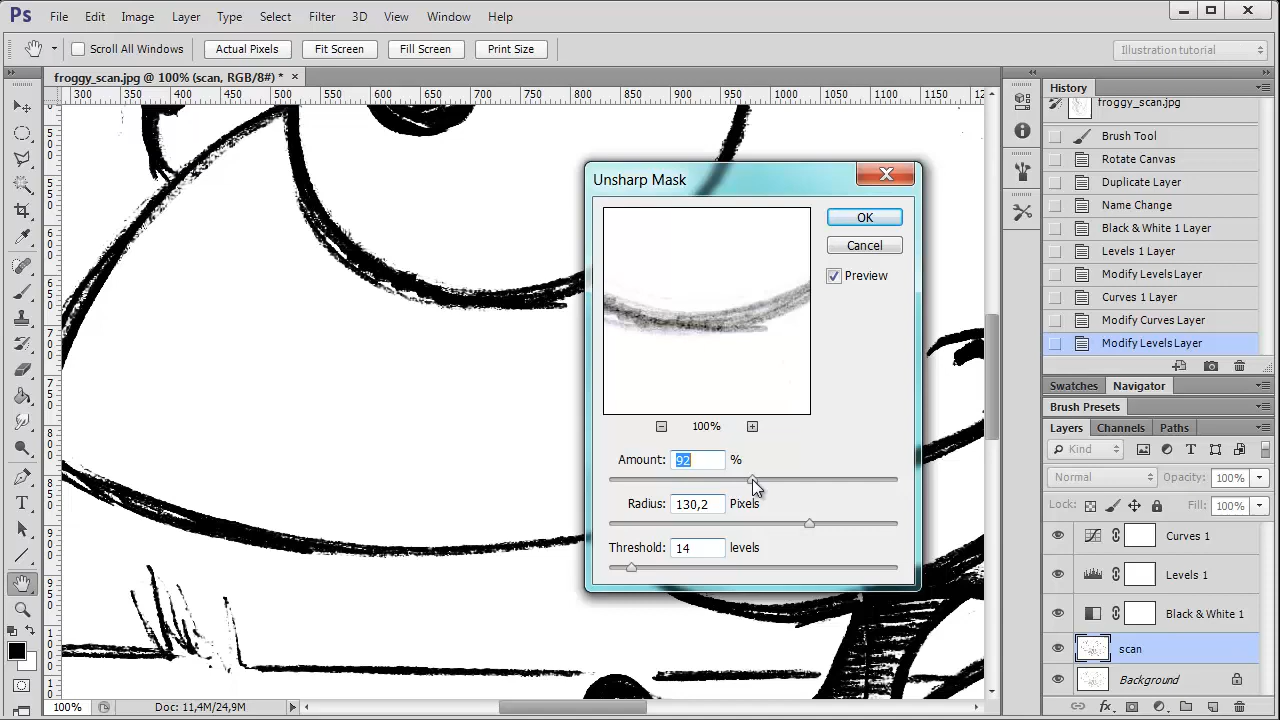 Ps File Edit Image Layer Type Select Filter 3D View Window Help
Scroll All Windows Actual Pixels Fit Screen Fill Screen Print Size Illustration tutorial
froggy_scan.jpg @ 100% (scan, RGB/8#) * ×
300 350 400 450 500 550 600 650 700 750 800 850 900 950 1000 1050 1100 1150
History
froggy_scan.jpg
Brush Tool
Rotate Canvas
Duplicate Layer
Name Change
Black & White 1 Layer
Levels 1 Layer
Modify Levels Layer
Curves 1 Layer
Modify Curves Layer
Modify Levels Layer
Unsharp Mask
OK
Cancel
Preview
100%
Amount: 92 %
Radius: 130,2 Pixels
Threshold: 14 levels
Swatches Navigator
Brush Presets
Layers Channels Paths
Kind
Normal Opacity: 100%
Lock: Fill: 100%
Curves 1
Levels 1
Black & White 1
scan
Background
100% Doc: 11,4M/24,9M